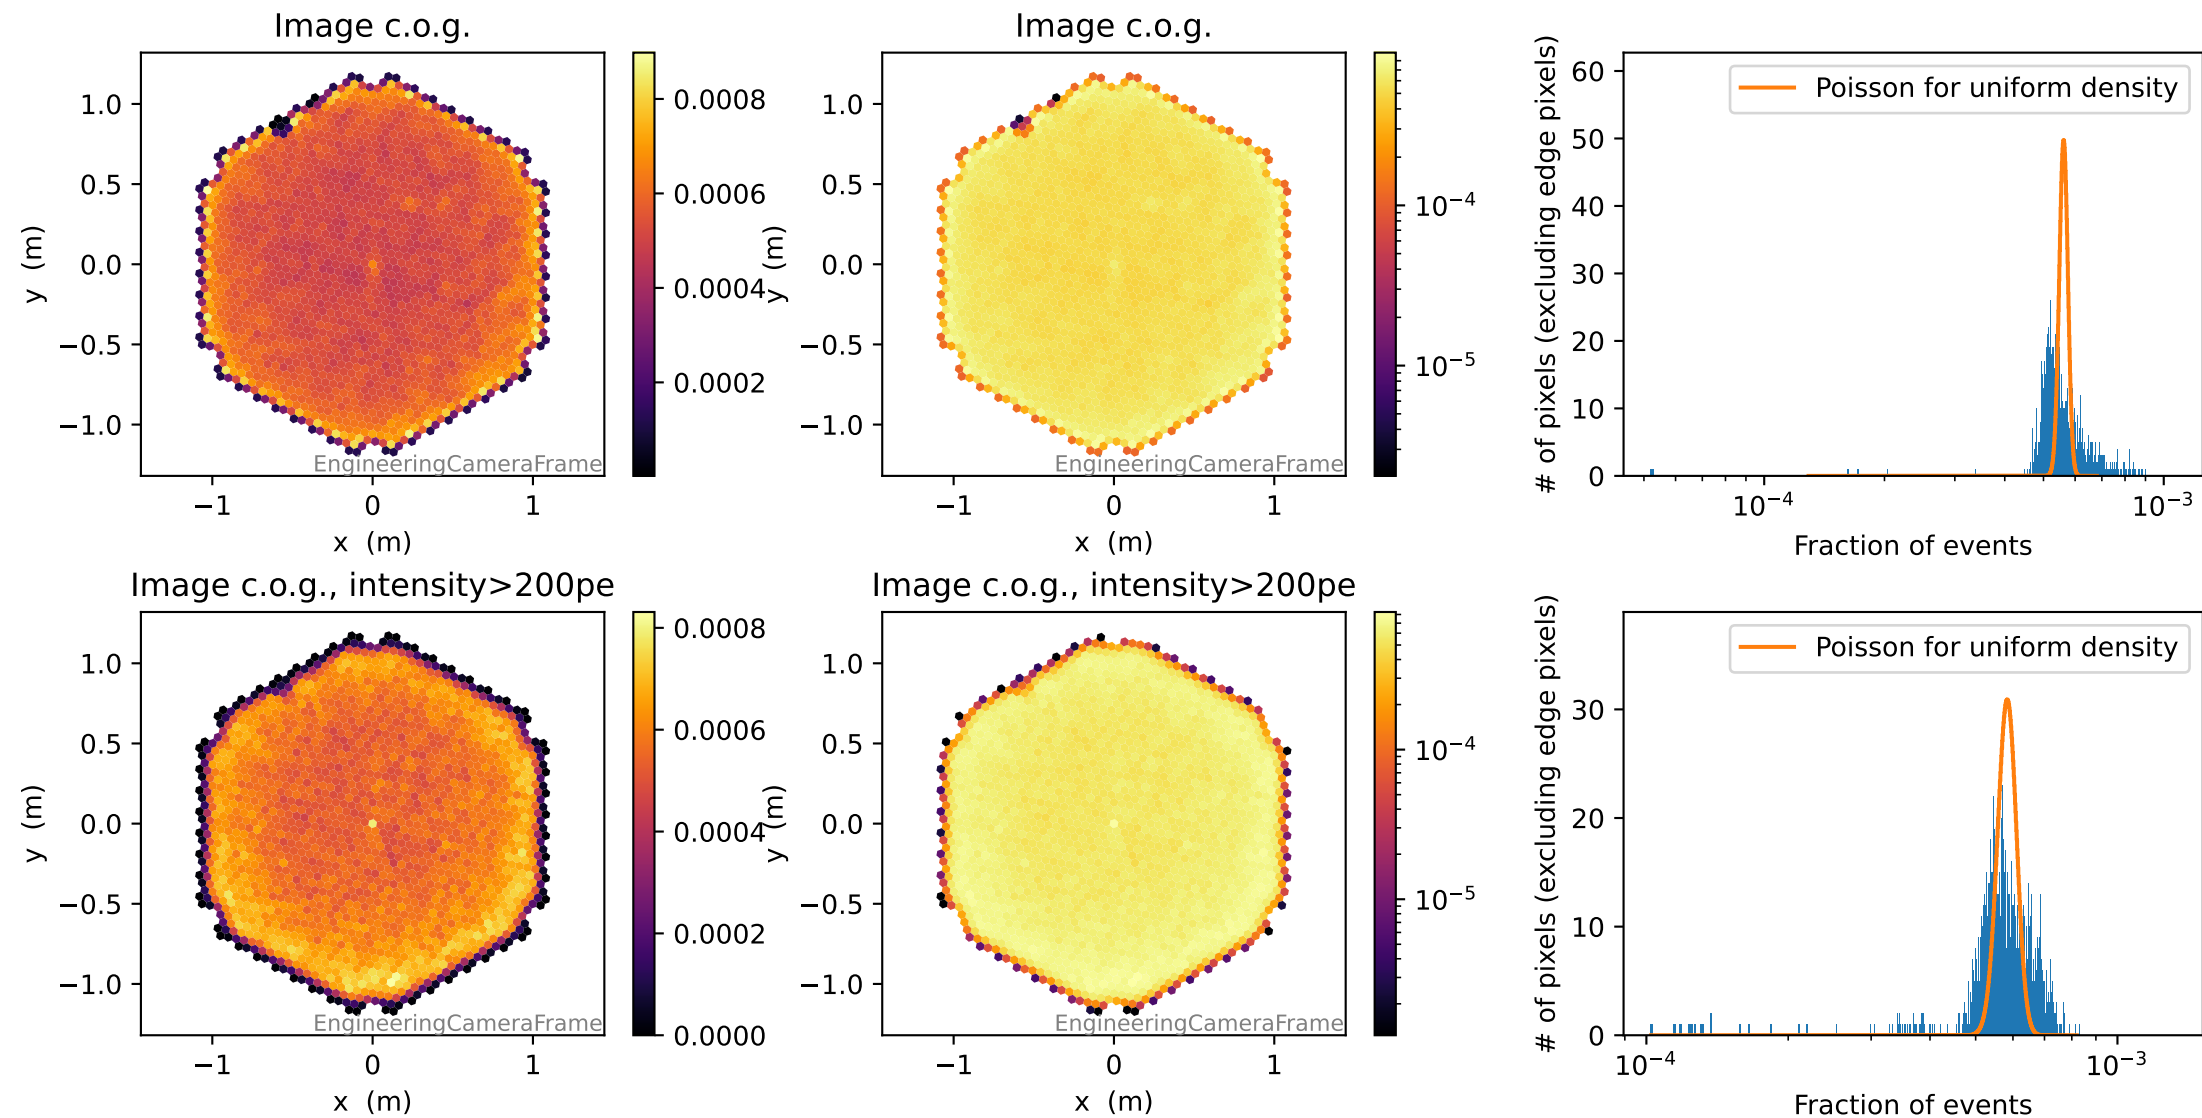 Image c.o.g.
1.0
0.5
0.0
−0.5
−1.0
y (m)
−1 0 1
x (m)
EngineeringCameraFrame
0.0008
0.0006
0.0004
0.0002
Image c.o.g.
1.0
0.5
0.0
−0.5
−1.0
y (m)
−1 0 1
x (m)
EngineeringCameraFrame
10⁻⁴
10⁻⁵
# of pixels (excluding edge pixels)
60
50
40
30
20
10
0
Poisson for uniform density
10⁻⁴ 10⁻³
Fraction of events
Image c.o.g., intensity>200pe
1.0
0.5
0.0
−0.5
−1.0
y (m)
−1 0 1
x (m)
EngineeringCameraFrame
0.0008
0.0006
0.0004
0.0002
0.0000
Image c.o.g., intensity>200pe
1.0
0.5
0.0
−0.5
−1.0
y (m)
−1 0 1
x (m)
EngineeringCameraFrame
10⁻⁴
10⁻⁵
# of pixels (excluding edge pixels)
30
20
10
0
Poisson for uniform density
10⁻⁴ 10⁻³
Fraction of events